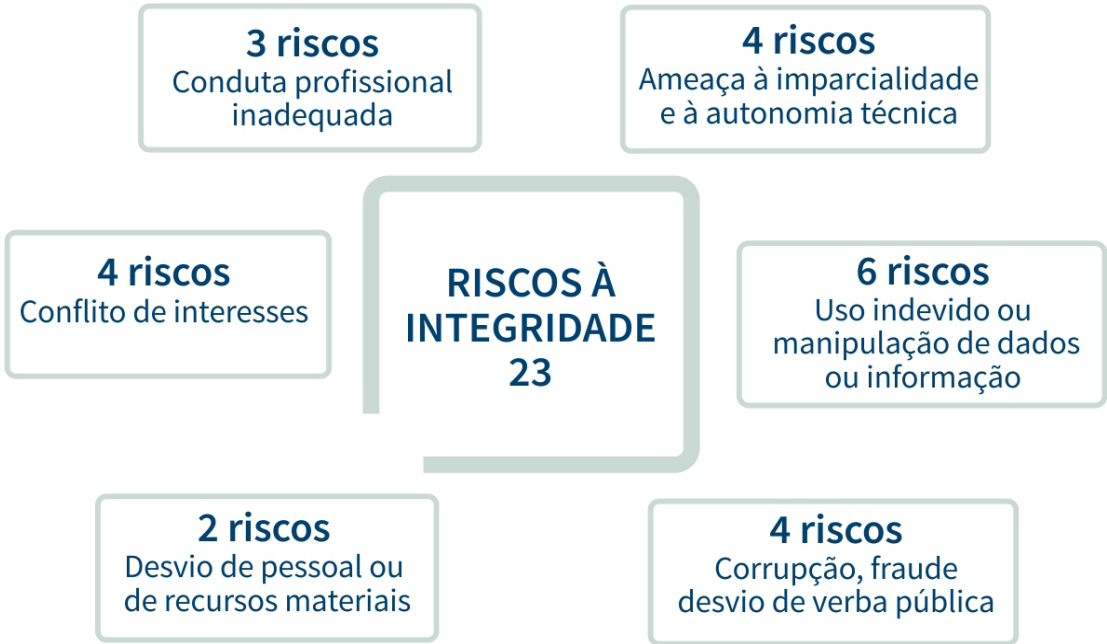 3 riscos
Conduta profissional
inadequada
4 riscos
Ameaça à imparcialidade
e à autonomia técnica
4 riscos
Conflito de interesses
RISCOS À
INTEGRIDADE
23
6 riscos
Uso indevido ou
manipulação de dados
ou informação
2 riscos
Desvio de pessoal ou
de recursos materiais
4 riscos
Corrupção, fraude
desvio de verba pública